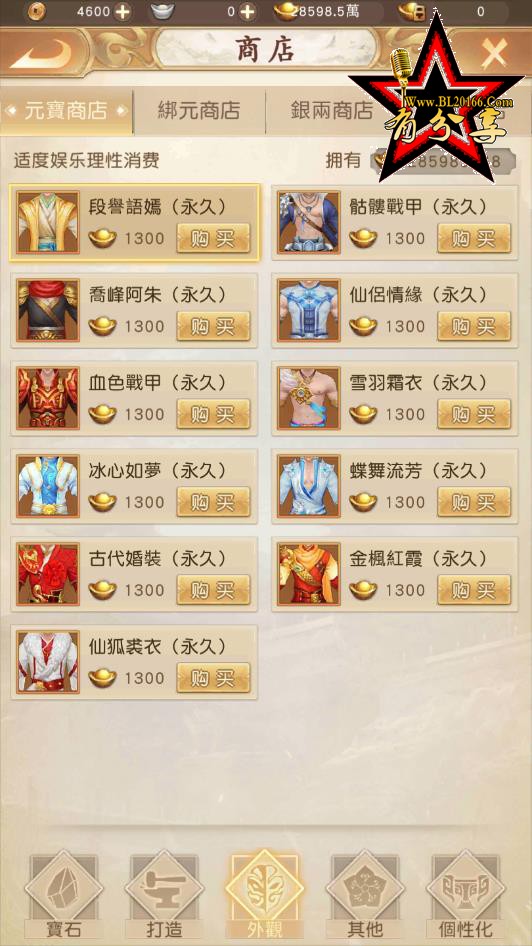 4600 0 28598.5萬 0
商店
元寶商店 綁元商店 銀兩商店
Www.BL20166.Com
有分享
适度娱乐理性消费 拥有
段譽語嫣（永久） 骷髏戰甲（永久）
1300 购买 1300 购买
喬峰阿朱（永久） 仙侶情緣（永久）
1300 购买 1300 购买
血色戰甲（永久） 雪羽霜衣（永久）
1300 购买 1300 购买
冰心如夢（永久） 蝶舞流芳（永久）
1300 购买 1300 购买
古代婚裝（永久） 金楓紅霞（永久）
1300 购买 1300 购买
仙狐裘衣（永久）
1300 购买
寶石 打造 外觀 其他 個性化